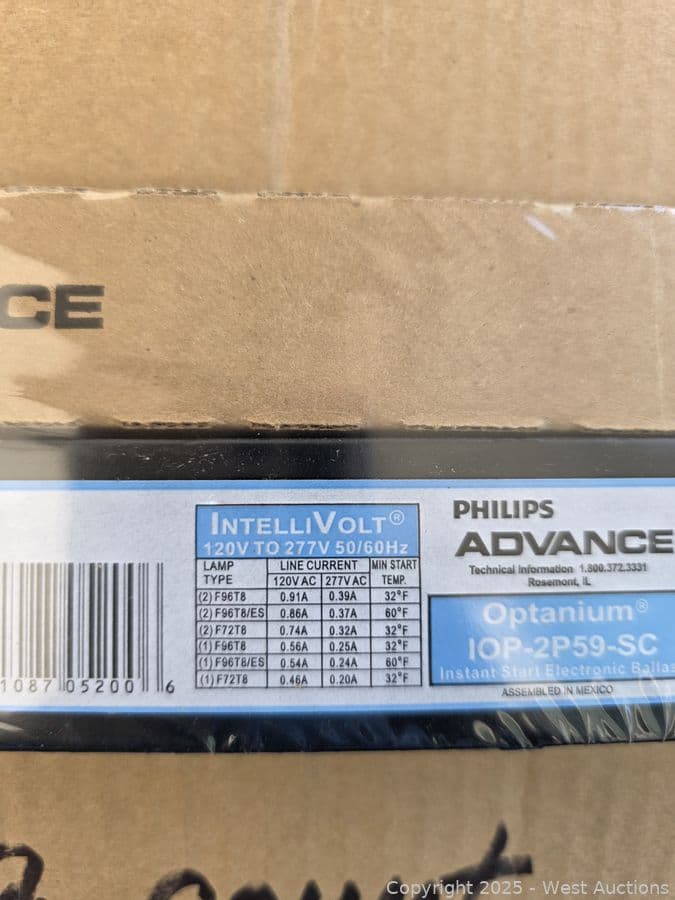 CE
INTELLIVOLT®
120V TO 277V 50/60Hz
LAMP TYPE LINE CURRENT MIN START TEMP.
120V AC 277V AC
(2) F96T8 0.91A 0.39A 32°F
(2) F96T8/ES 0.86A 0.37A 60°F
(2) F72T8 0.74A 0.32A 32°F
(1) F96T8 0.56A 0.25A 32°F
(1) F96T8/ES 0.54A 0.24A 60°F
(1) F72T8 0.46A 0.20A 32°F
1087 05200 6
PHILIPS
ADVANCE
Technical Information 1.800.372.3331
Rosemont, IL
Optanium®
IOP-2P59-SC
Instant Start Electronic Ballas
ASSEMBLED IN MEXICO
Copyright © 2025 - West Auctions